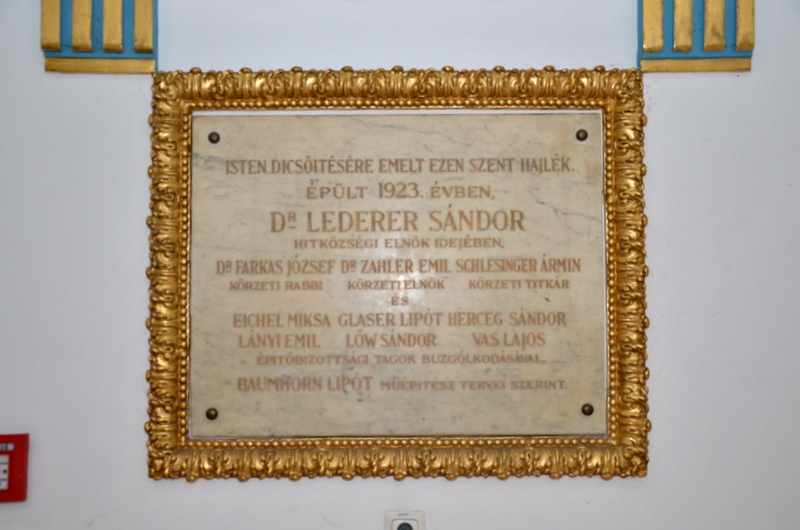 ISTEN DICSŐITÉSÉRE EMELT EZEN SZENT HAJLÉK.
ÉPÜLT 1923. ÉVBEN,
DR LEDERER SÁNDOR
HITKÖZSÉGI ELNÖK IDEJÉBEN,
DR FARKAS JÓZSEF DR ZAHLER EMIL SCHLESINGER ÁRMIN
KÖRZETI RABBI KÖRZETI ELNÖK KÖRZETI TITKÁR
ÉS
EICHEL MIKSA GLASER LIPÓT HERCEG SÁNDOR
LÁNYI EMIL LŐW SÁNDOR VAS LAJOS
ÉPITŐBIZOTTSÁGI TAGOK BUZGÓLKODÁSÁVAL.
BAUMHORN LIPÓT MŰÉPITÉSZ TERVEI SZERINT.